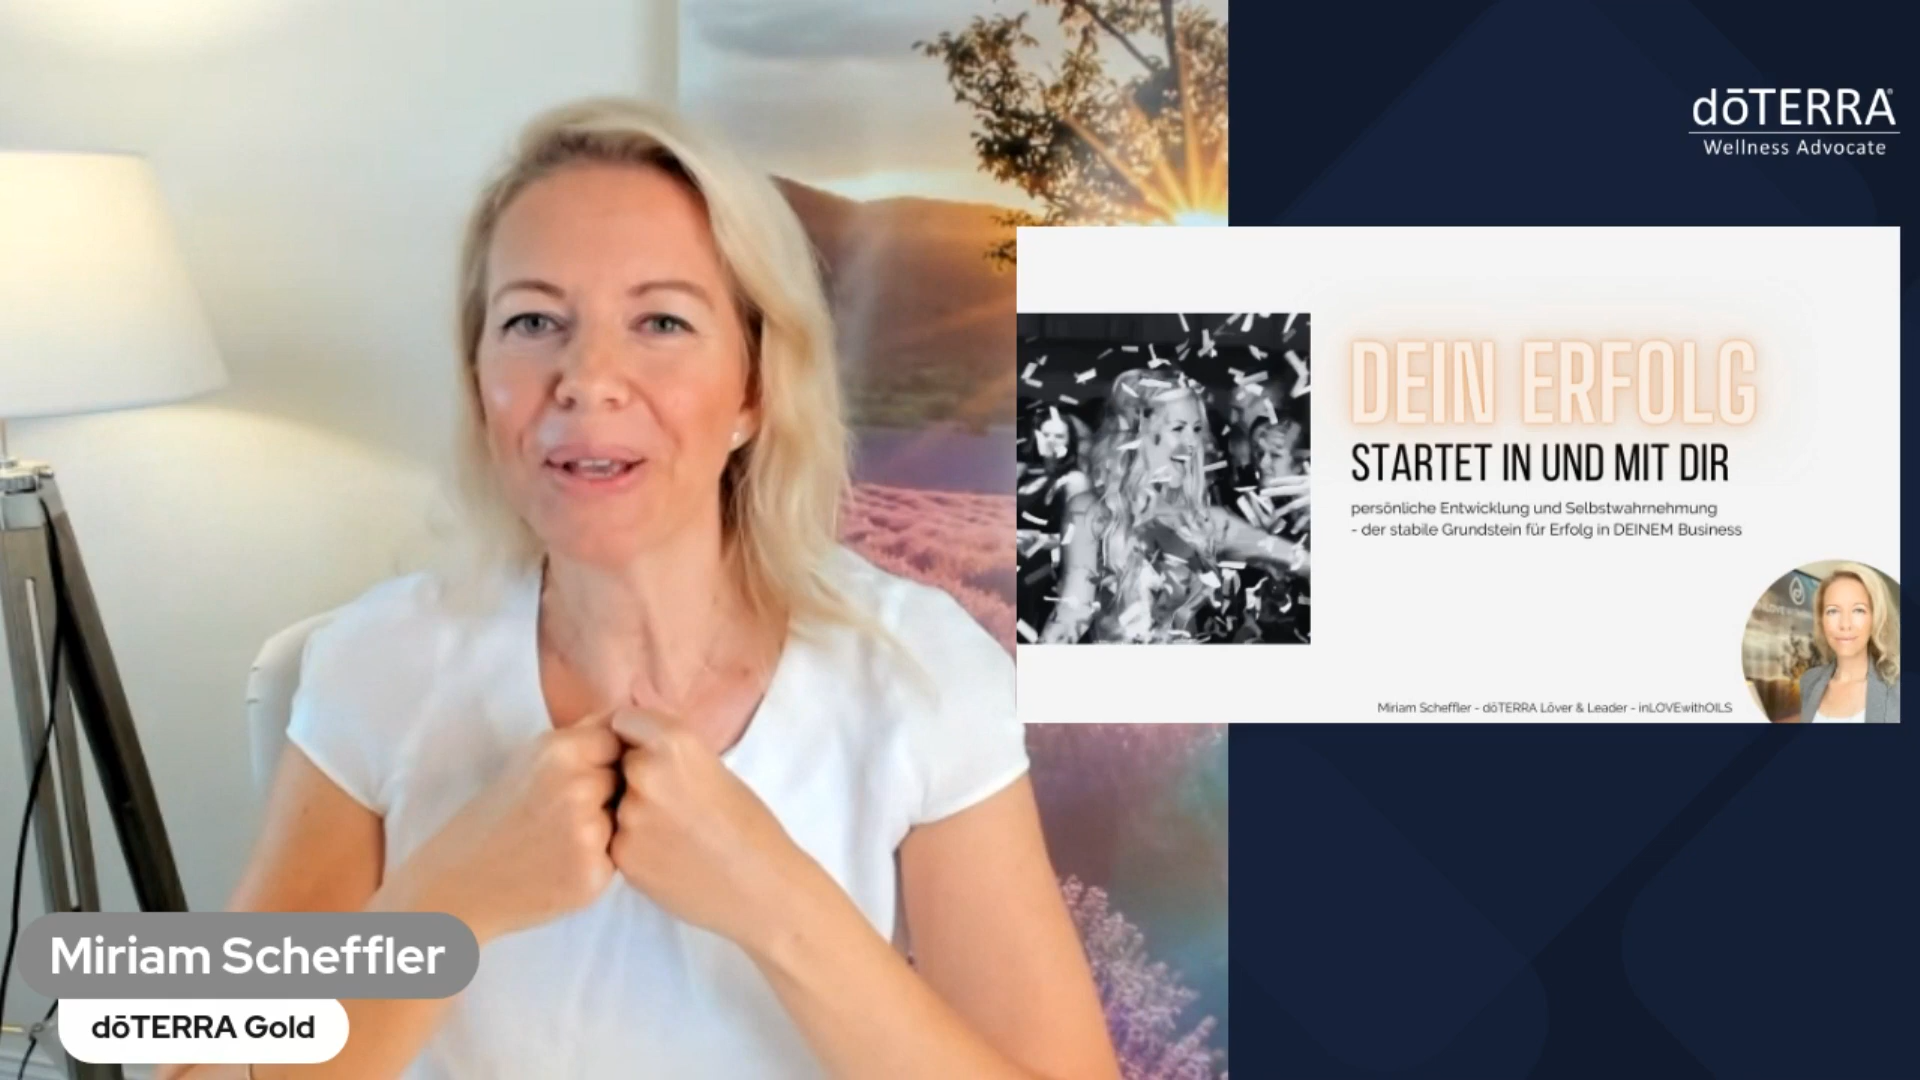 dōTERRA®
Wellness Advocate
DEIN ERFOLG
STARTET IN UND MIT DIR
persönliche Entwicklung und Selbstwahrnehmung
- der stabile Grundstein für Erfolg in DEINEM Business
Miriam Scheffler - dōTERRA Löver & Leader - inLOVEwithOILS
Miriam Scheffler
dōTERRA Gold